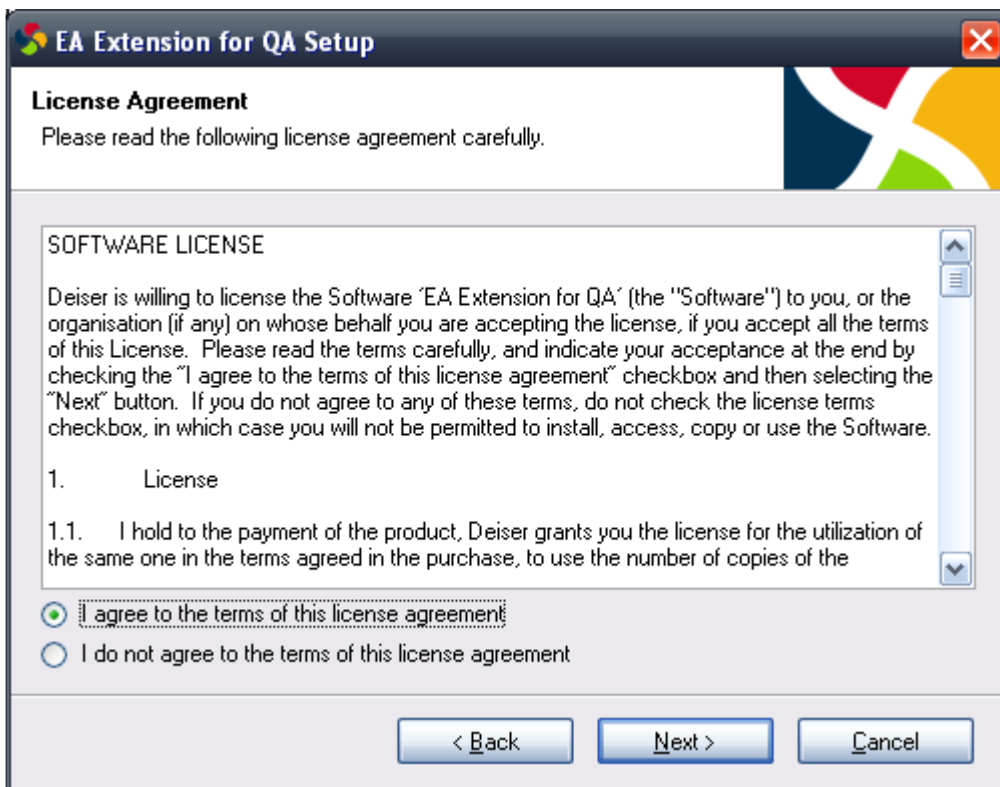 EA Extension for QA Setup
License Agreement
Please read the following license agreement carefully.
SOFTWARE LICENSE
Deiser is willing to license the Software ´EA Extension for QA´ (the "Software") to you, or the
organisation (if any) on whose behalf you are accepting the license, if you accept all the terms
of this License.  Please read the terms carefully, and indicate your acceptance at the end by
checking the ˝I agree to the terms of this license agreement˝ checkbox and then selecting the
˝Next˝ button.  If you do not agree to any of these terms, do not check the license terms
checkbox, in which case you will not be permitted to install, access, copy or use the Software.
1. License
1.1. I hold to the payment of the product, Deiser grants you the license for the utilization of
the same one in the terms agreed in the purchase, to use the number of copies of the
I agree to the terms of this license agreement
I do not agree to the terms of this license agreement
< Back Next > Cancel